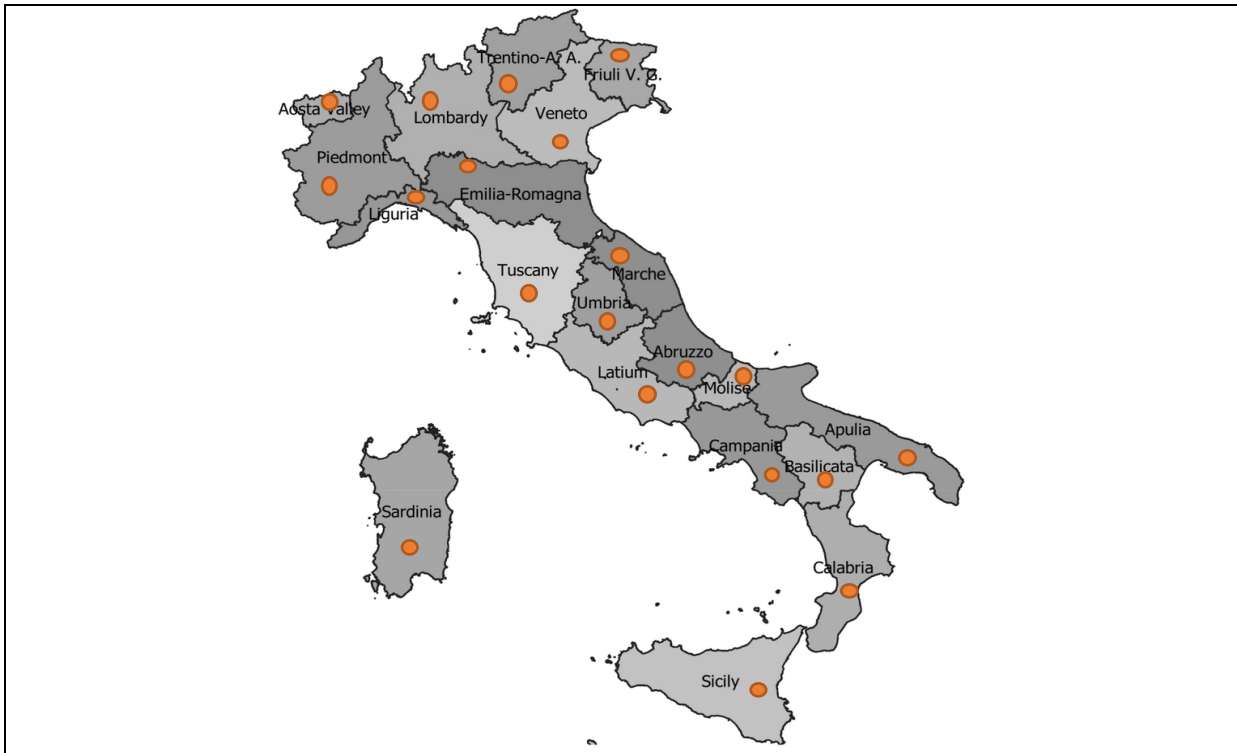 Trentino-A. A.
Friuli V. G.
Aosta Valley
Lombardy
Veneto
Piedmont
Emilia-Romagna
Liguria
Tuscany
Marche
Umbria
Abruzzo
Latium
Molise
Apulia
Campania
Basilicata
Sardinia
Calabria
Sicily